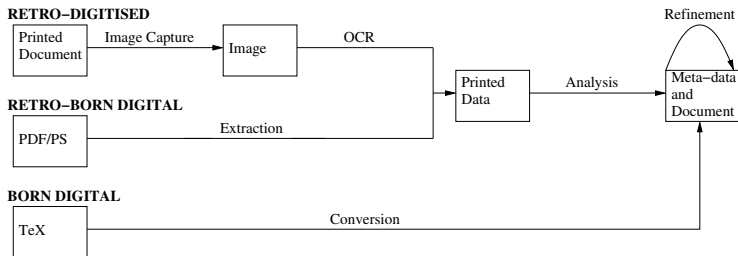 RETRO-DIGITISED
Refinement
Printed
Document
Image Capture
Image
OCR
Printed
Data
Analysis
Meta-data
and
Document
RETRO-BORN DIGITAL
PDF/PS
Extraction
BORN DIGITAL
TeX
Conversion